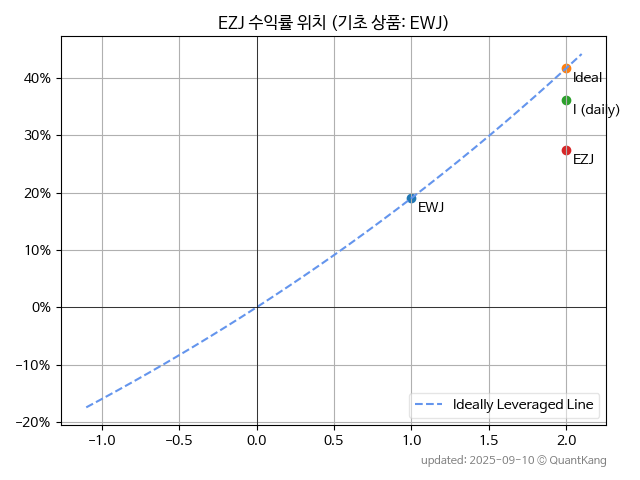 EZJ 수익률 위치 (기초 상품: EWJ)
40%
30%
20%
10%
0%
-10%
-20%
Ideal
I (daily)
EZJ
EWJ
Ideally Leveraged Line
-1.0 -0.5 0.0 0.5 1.0 1.5 2.0
updated: 2025-09-10 © QuantKang